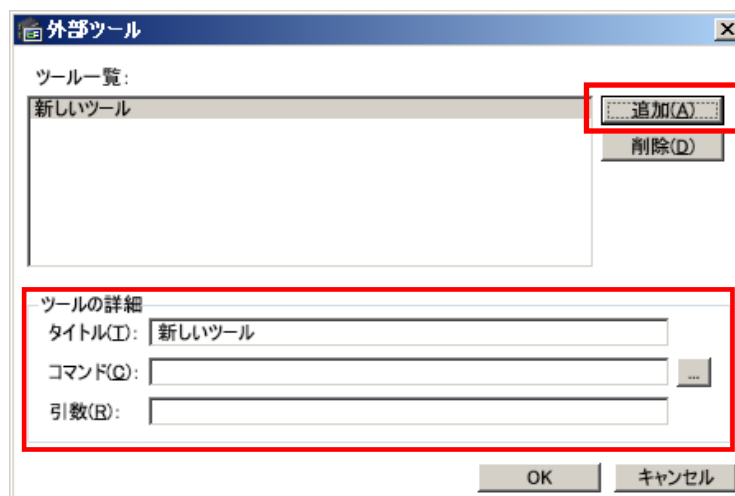 外部ツール
ツール一覧:
新しいツール
追加(A)
削除(D)
ツールの詳細
タイトル(T): 新しいツール
コマンド(C):
...
引数(R):
OK キャンセル